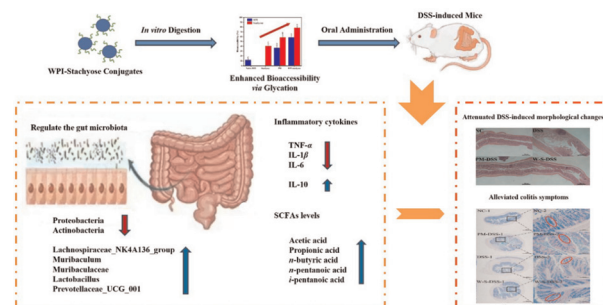 In vitro Digestion
Oral Administration
DSS-induced Mice
WPI-Stachyose Conjugates
Enhanced Bioaccessibility
via Glycation
Regulate the gut microbiota
Proteobacteria
Actinobacteria
Lachnospiraceae_NK4A136_group
Muribaculum
Muribaculaceae
Lactobacillus
Prevotellaceae_UCG_001
Inflammatory cytokines
TNF-α
IL-1β
IL-6
IL-10
SCFAs levels
Acetic acid
Propionic acid
n-butyric acid
n-pentanoic acid
i-pentanoic acid
Attenuated DSS-induced morphological changes
Alleviated colitis symptoms